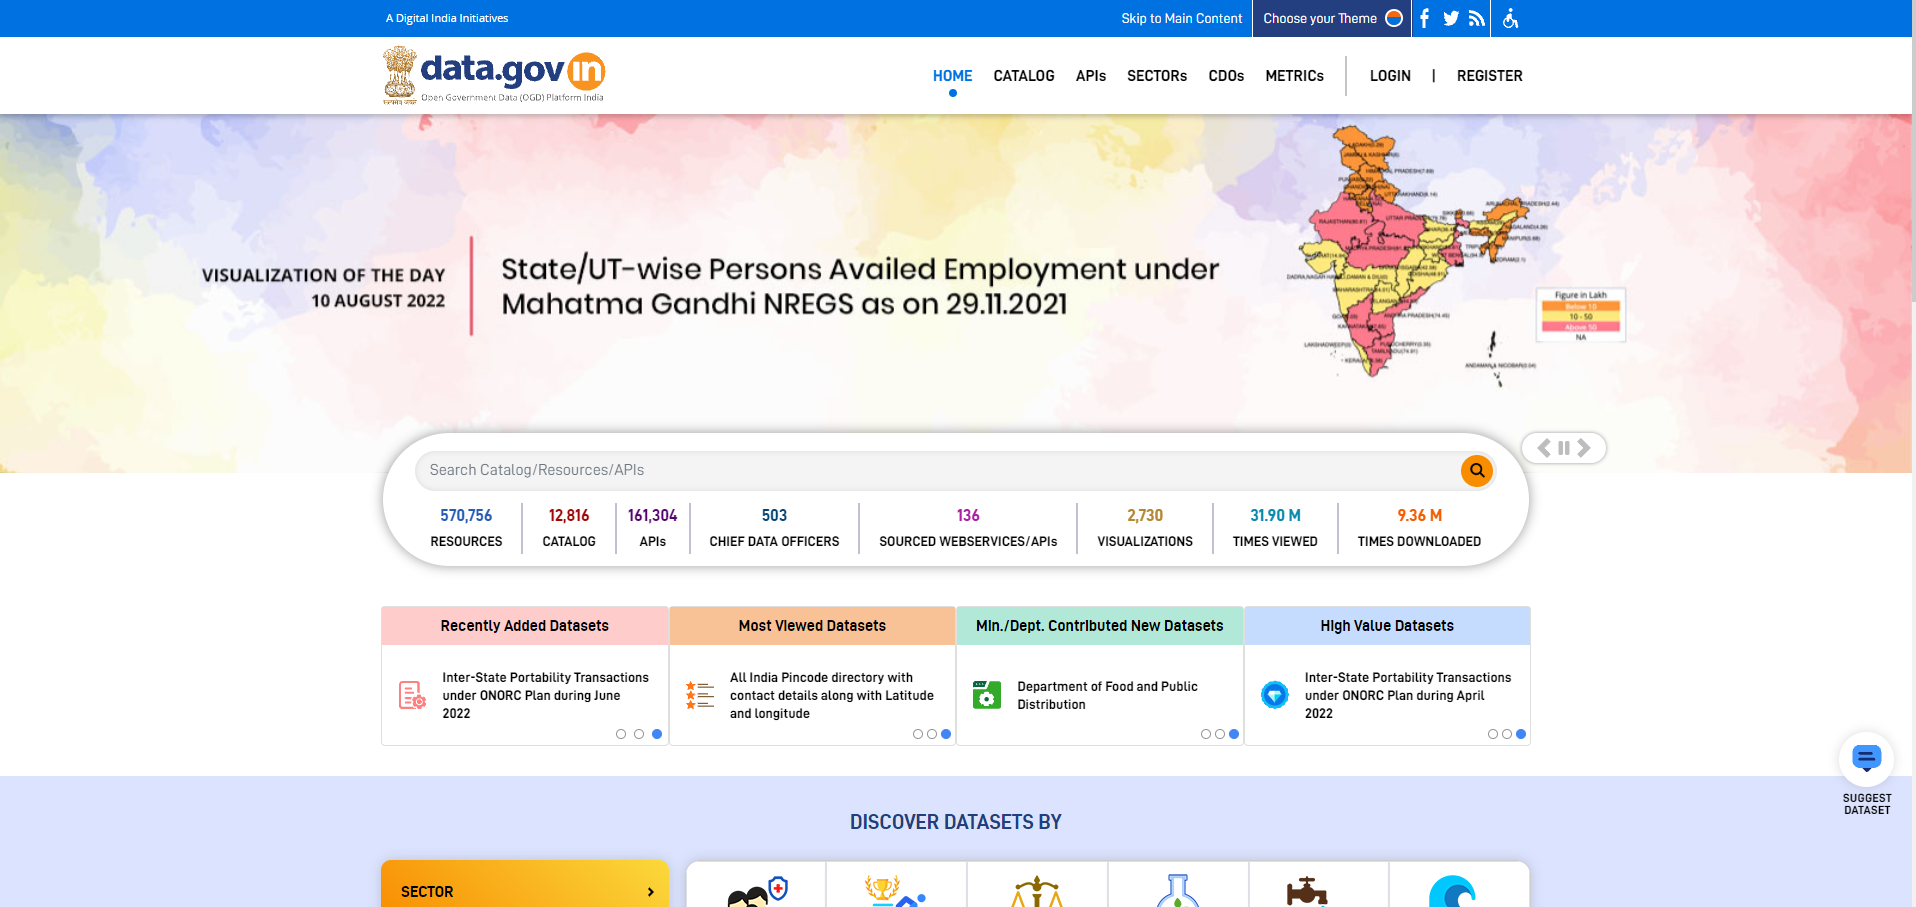 A Digital India Initiatives
Skip to Main Content
Choose your Theme
data.gov in
Open Government Data (OGD) Platform India
HOME
CATALOG
APIs
SECTORs
CDOs
METRICs
LOGIN
|
REGISTER
VISUALIZATION OF THE DAY
10 AUGUST 2022
State/UT-wise Persons Availed Employment under
Mahatma Gandhi NREGS as on 29.11.2021
Figure in Lakh
Below 10
10 - 50
Above 50
NA
Search Catalog/Resources/APIs
570,756
RESOURCES
12,816
CATALOG
161,304
APIs
503
CHIEF DATA OFFICERS
136
SOURCED WEBSERVICES/APIs
2,730
VISUALIZATIONS
31.90 M
TIMES VIEWED
9.36 M
TIMES DOWNLOADED
Recently Added Datasets
Inter-State Portability Transactions
under ONORC Plan during June
2022
Most Viewed Datasets
All India Pincode directory with
contact details along with Latitude
and longitude
Min./Dept. Contributed New Datasets
Department of Food and Public
Distribution
High Value Datasets
Inter-State Portability Transactions
under ONORC Plan during April
2022
SUGGEST
DATASET
DISCOVER DATASETS BY
SECTOR